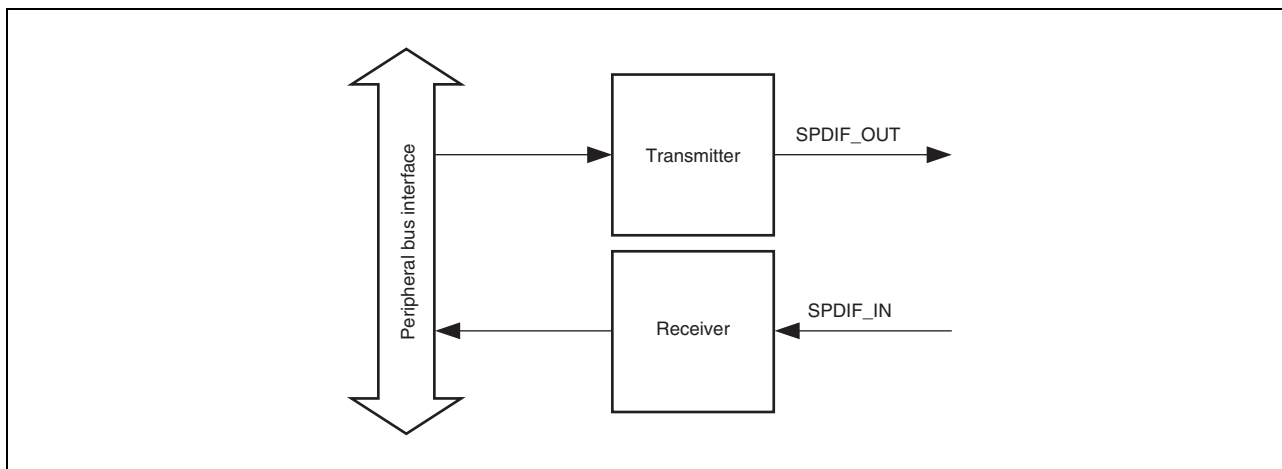 Peripheral bus interface
Transmitter
SPDIF_OUT
Receiver
SPDIF_IN